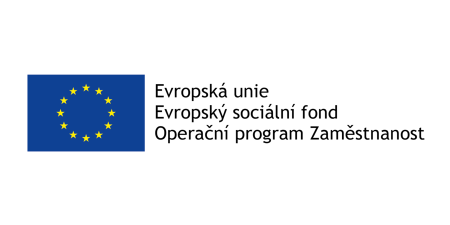 Evropská unie
Evropský sociální fond
Operační program Zaměstnanost